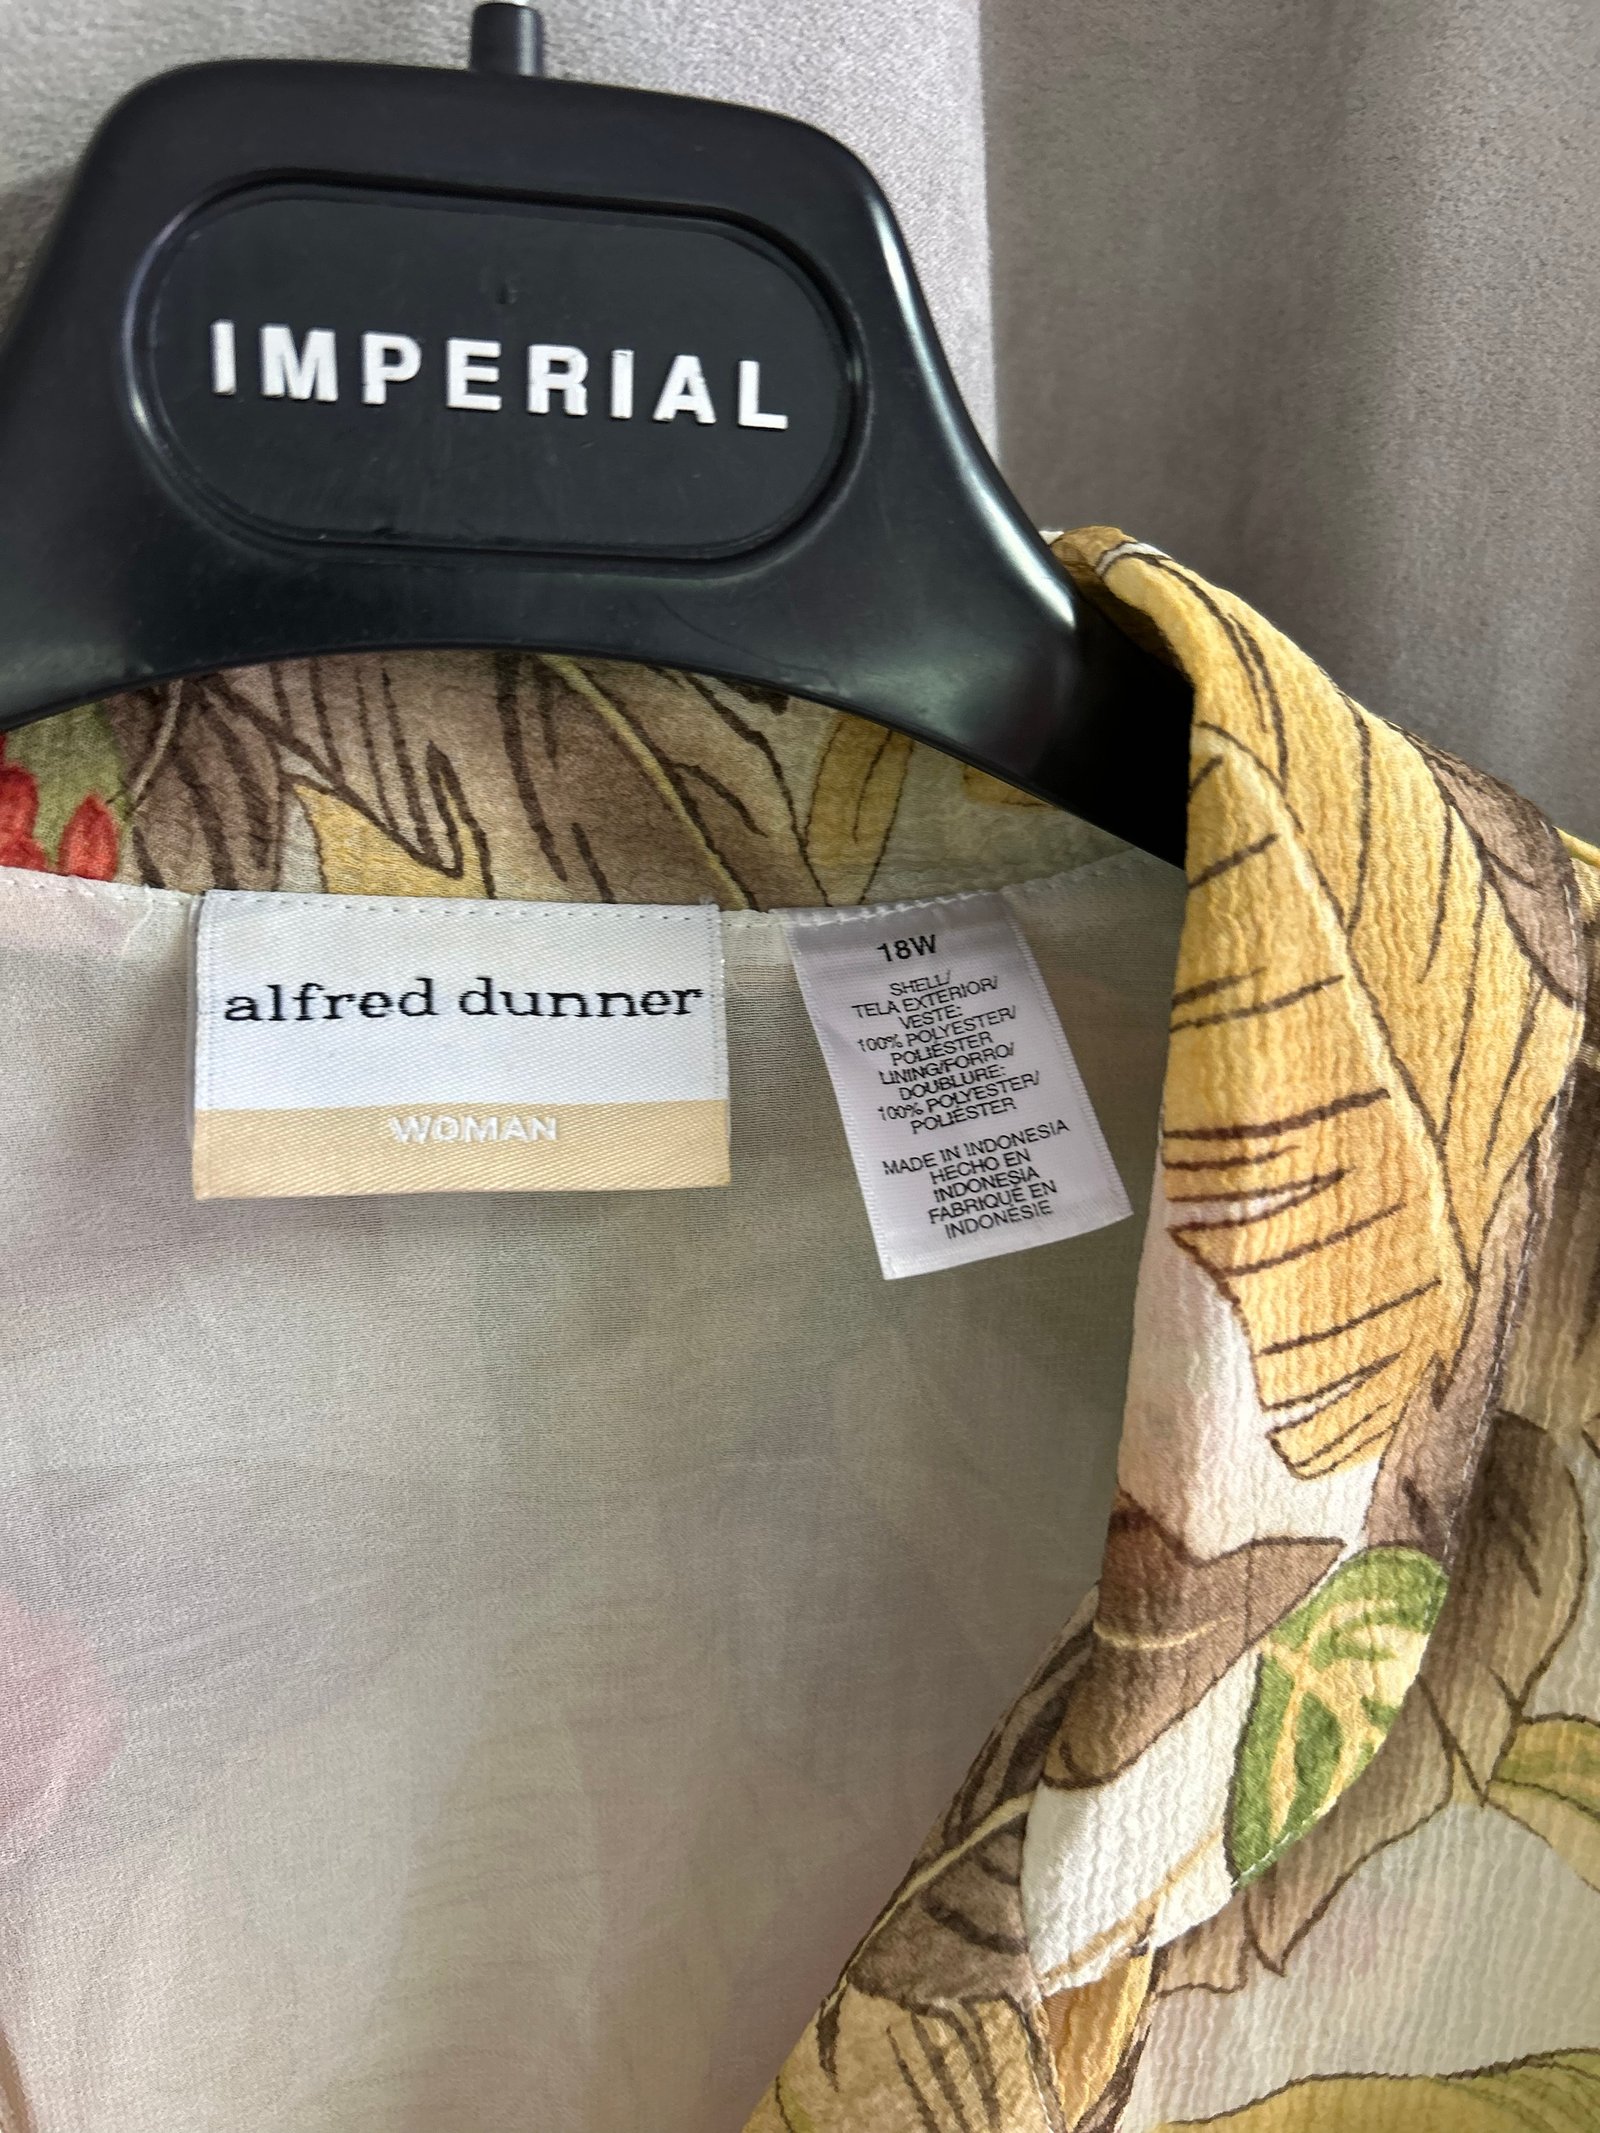 IMPERIAL
alfred dunner
WOMAN
18W
SHELL/
TELA EXTERIOR/
VESTE:
100% POLYESTER/
POLIÉSTER
LINING/FORRO/
DOUBLURE:
100% POLYESTER/
POLIÉSTER
MADE IN INDONESIA
HECHO EN
INDONESIA
FABRIQUÉ EN
INDONÉSIE